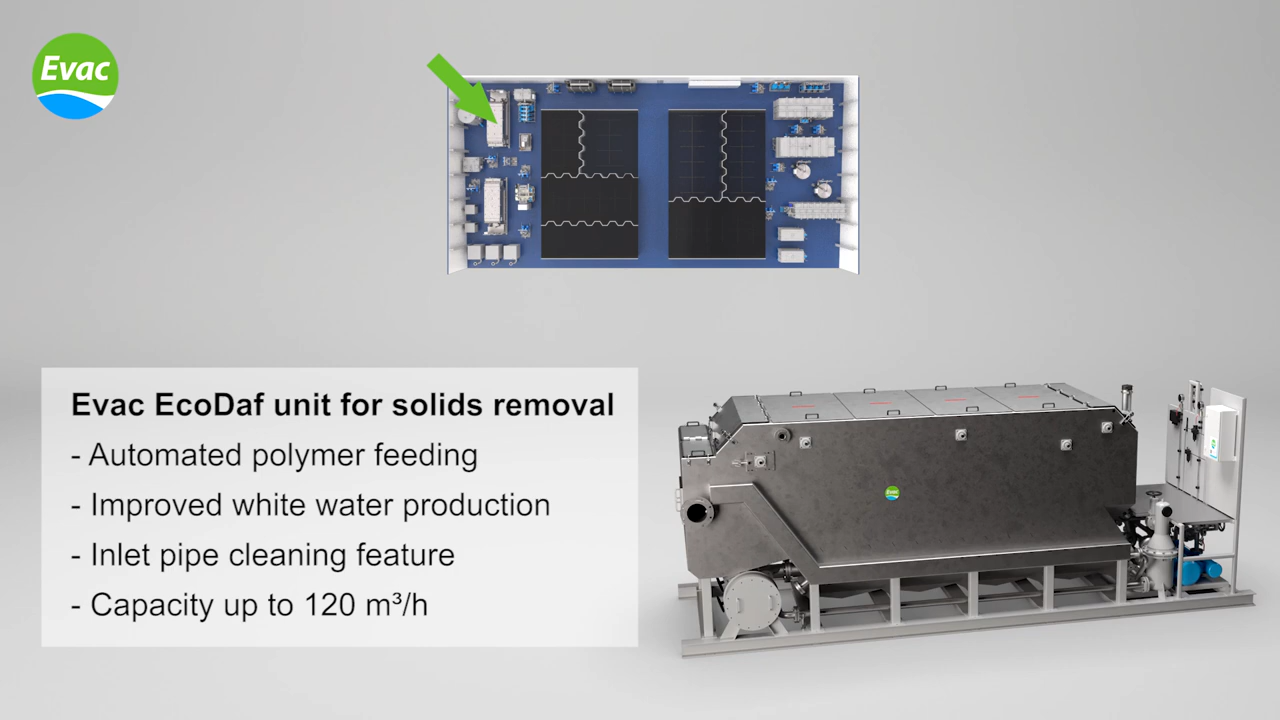 Evac
Evac EcoDaf unit for solids removal
- Automated polymer feeding
- Improved white water production
- Inlet pipe cleaning feature
- Capacity up to 120 m³/h
Evac